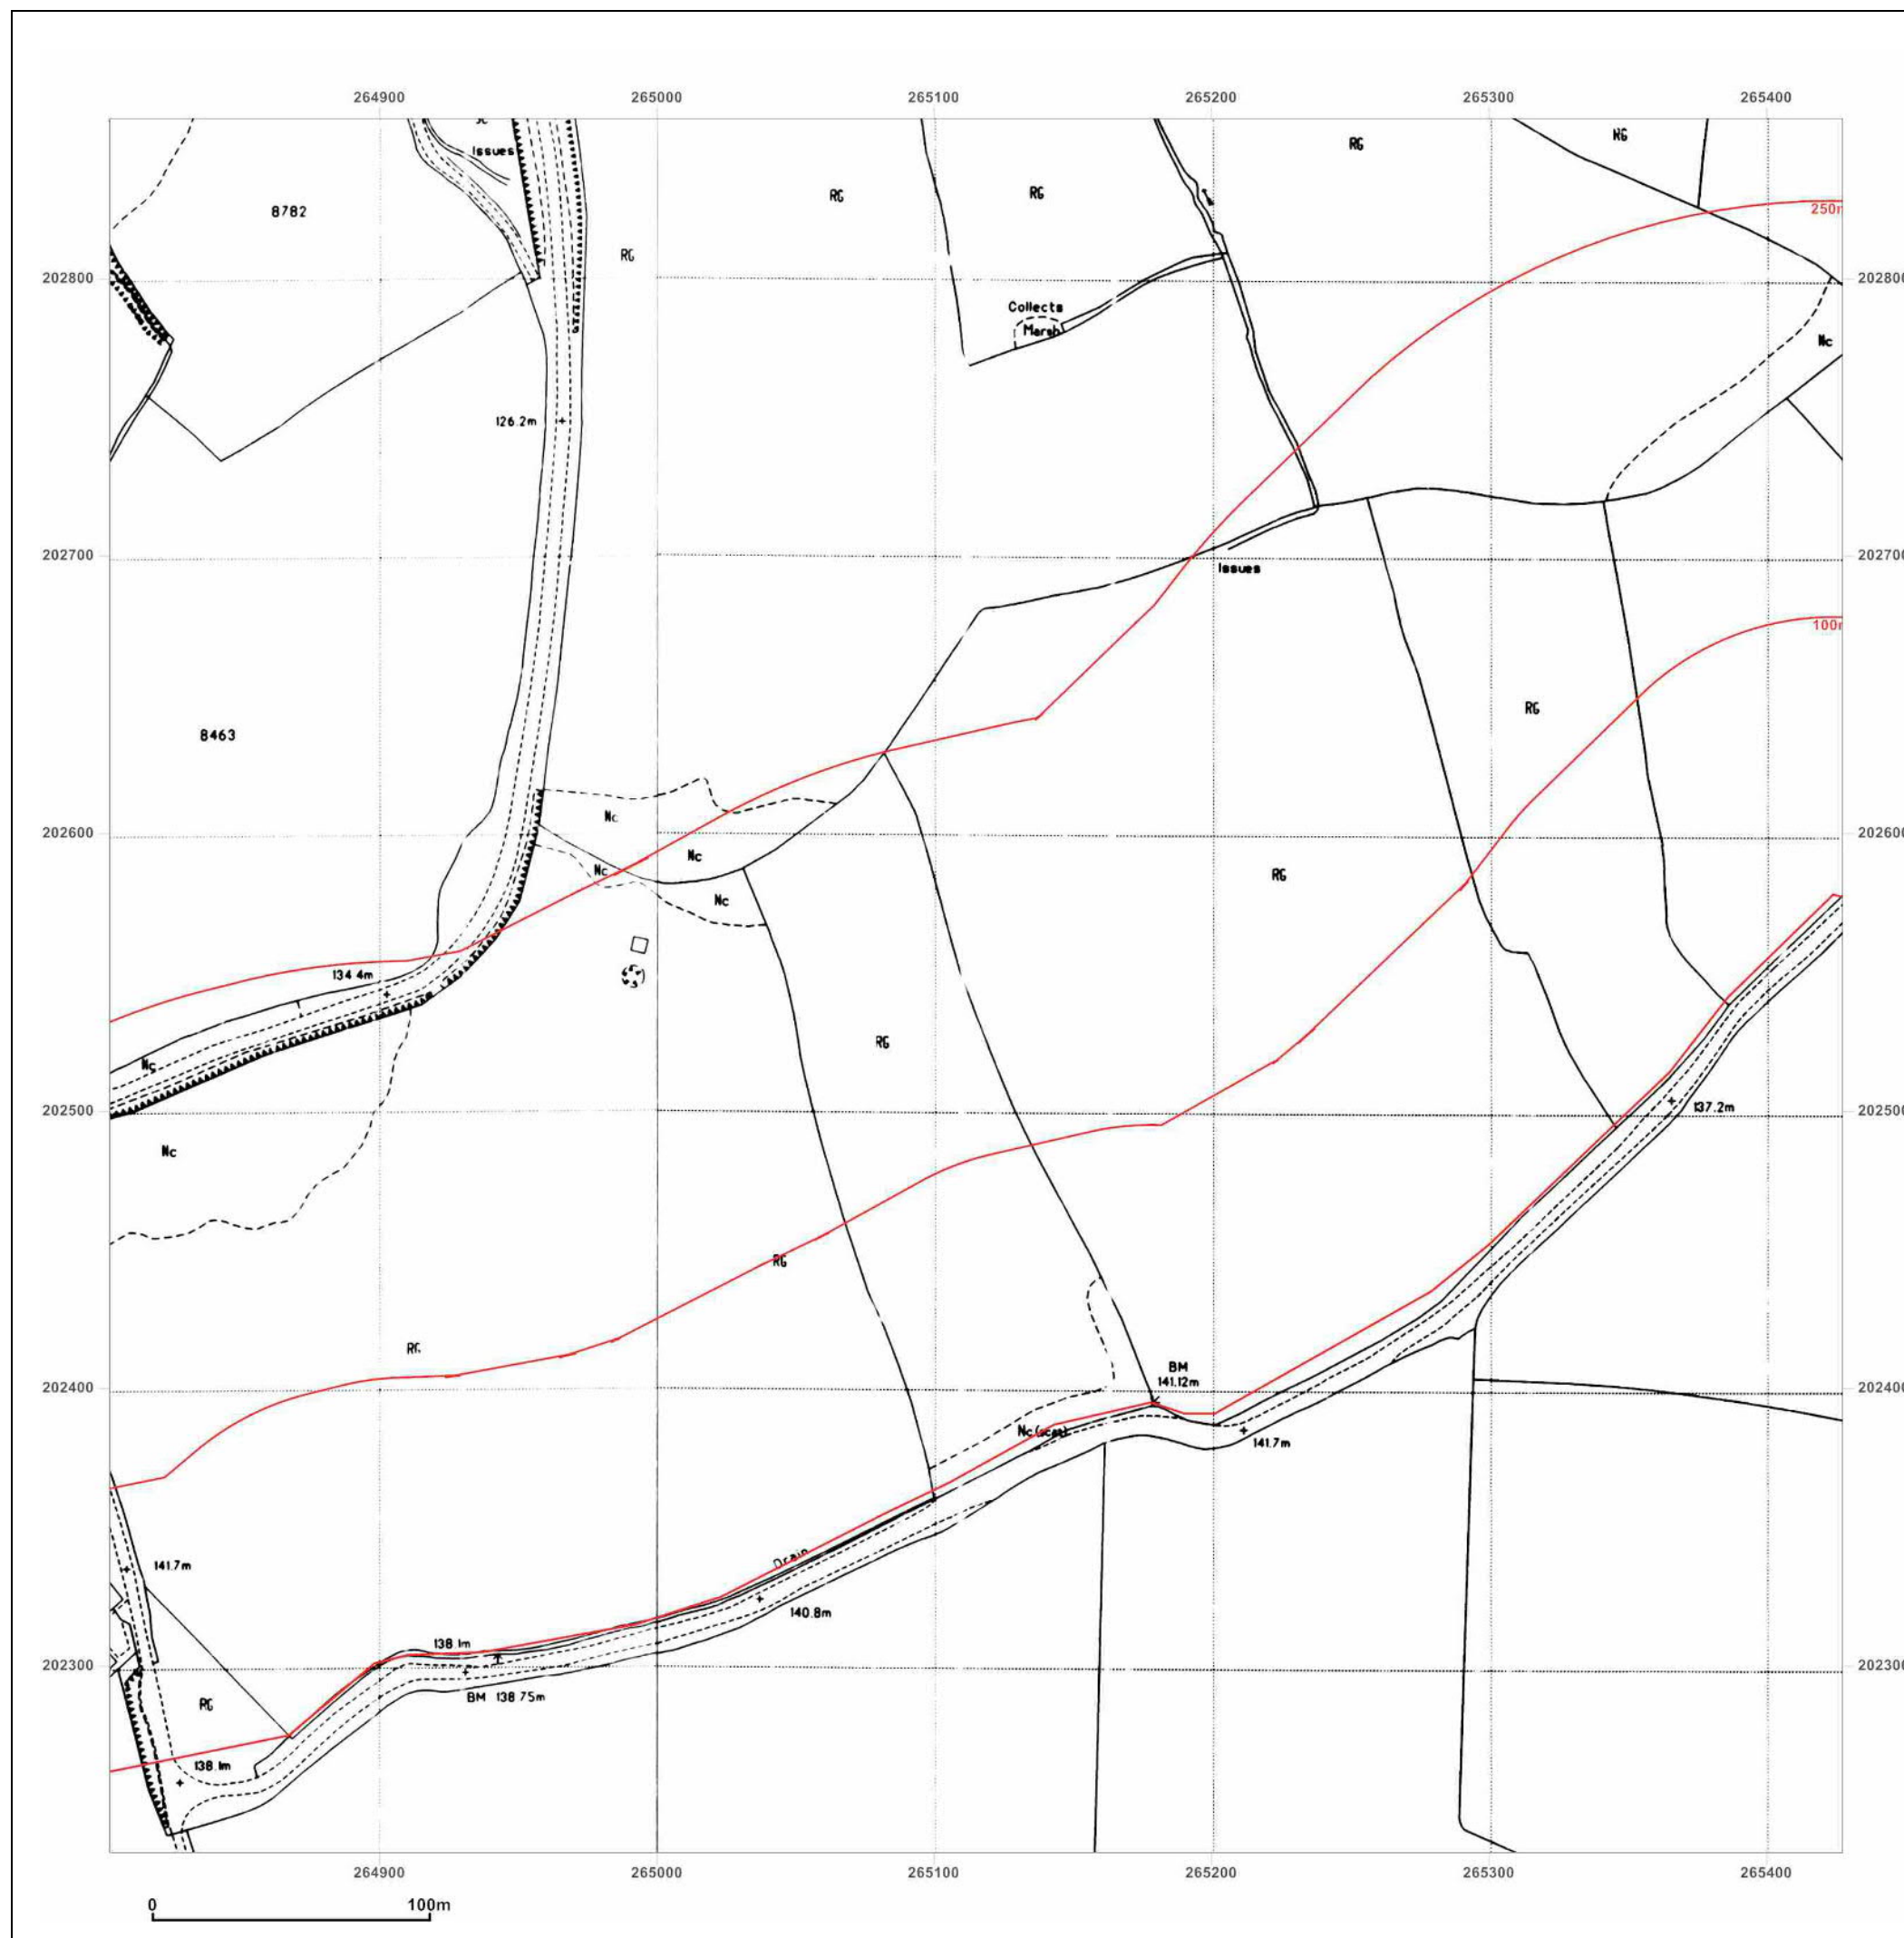 264900 265000 265100 265200 265300 265400
Issues
RG
RG
RG
RG
8782
250m
RG
202800
202800
Collects
Marsh
Nc
126.2m
202700
202700
Issues
100m
RG
8463
202600
202600
Nc
Nc
Nc
Nc
RG
134.4m
RG
Nc
202500
202500
137.2m
Nc
RG
RG
BM
141.12m
202400
202400
Nc (scat)
141.7m
Drain
141.7m
140.8m
138.1m
202300
202300
BM 138.75m
RG
138.1m
264900 265000 265100 265200 265300 265400
0 100m